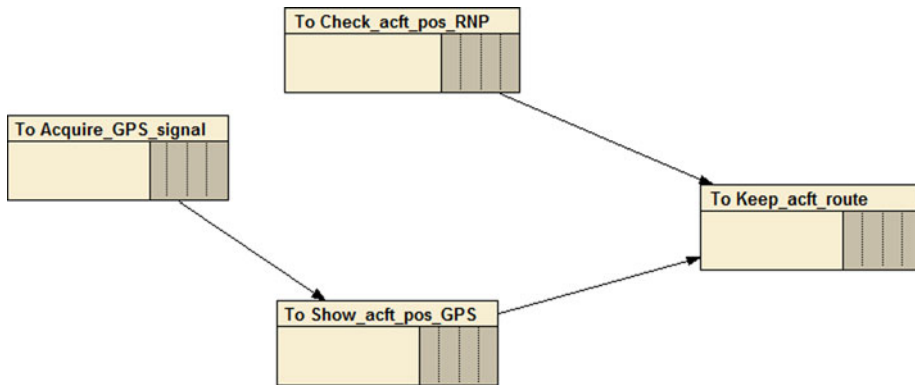 To Check_acft_pos_RNP
To Acquire_GPS_signal
To Keep_acft_route
To Show_acft_pos_GPS